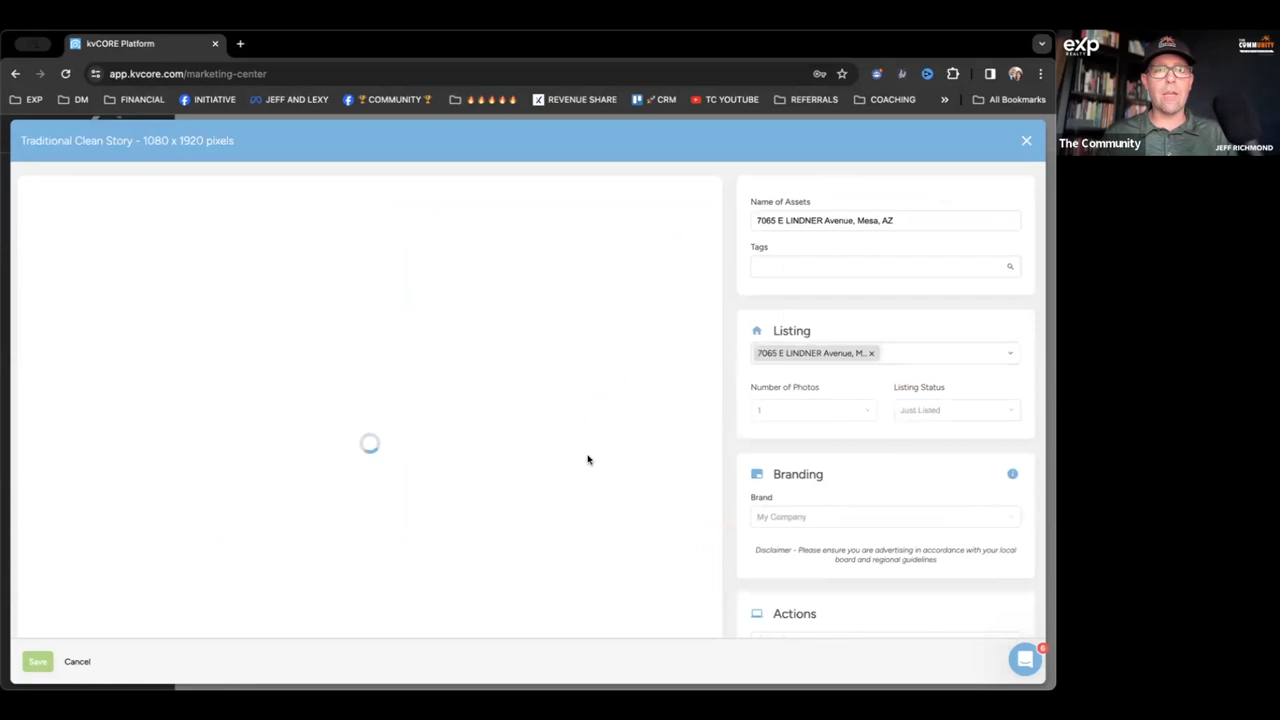 kvCORE Platform
app.kvcore.com/marketing-center
EXP
DM
FINANCIAL
INITIATIVE
JEFF AND LEXY
COMMUNITY
REVENUE SHARE
CRM
TC YOUTUBE
REFERRALS
COACHING
»
All Bookmarks
exp
REALTY
THE
COMMUNITY
The Community
JEFF RICHMOND
Traditional Clean Story - 1080 x 1920 pixels
Name of Assets
7065 E LINDNER Avenue, Mesa, AZ
Tags
Listing
7065 E LINDNER Avenue, M... ×
Number of Photos
Listing Status
1
Just Listed
Branding
Brand
My Company
Disclaimer - Please ensure you are advertising in accordance with your local
board and regional guidelines
Actions
Save
Cancel
6